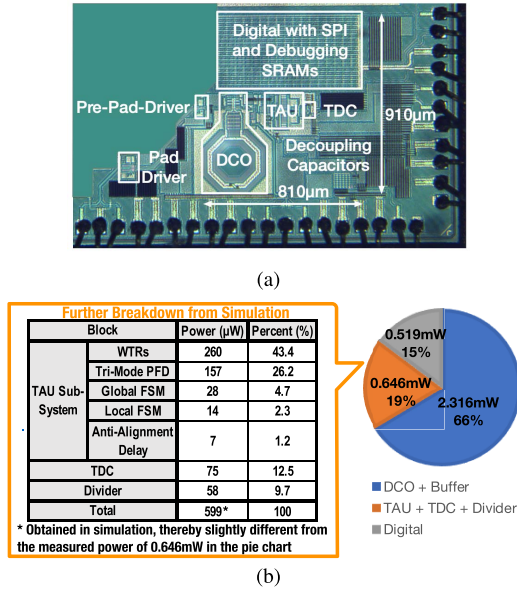 Digital with SPI
and Debugging
SRAMs
Pre-Pad-Driver
TAU
TDC
910μm
Pad
Driver
DCO
Decoupling
Capacitors
810μm
(a)
Further Breakdown from Simulation
Block Power (μW) Percent (%)
TAU Sub-System
WTRs 260 43.4
Tri-Mode PFD 157 26.2
Global FSM 28 4.7
Local FSM 14 2.3
Anti-Alignment
Delay 7 1.2
TDC 75 12.5
Divider 58 9.7
Total 599* 100
* Obtained in simulation, thereby slightly different from
the measured power of 0.646mW in the pie chart
0.519mW
15%
0.646mW
19%
2.316mW
66%
DCO + Buffer
TAU + TDC + Divider
Digital
(b)